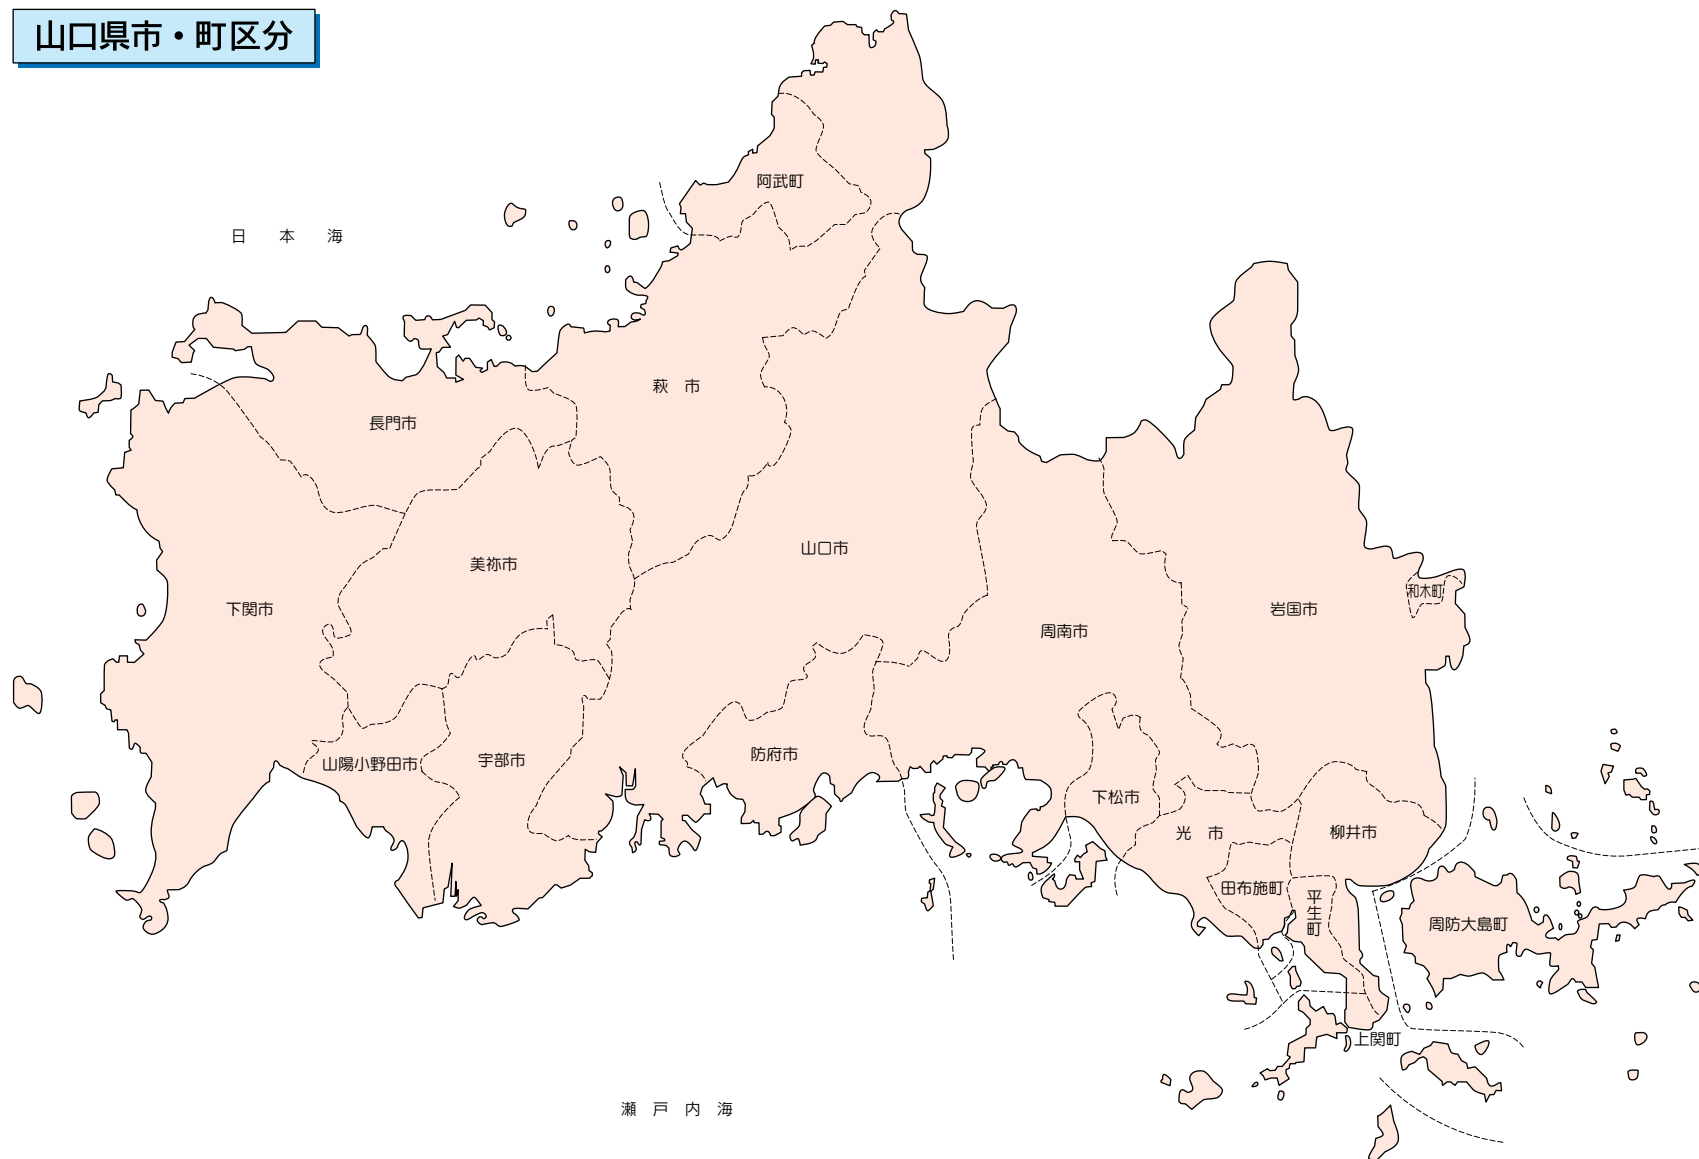 山口県市・町区分
阿武町
日本海
萩市
長門市
山口市
美祢市
和木町
下関市
岩国市
周南市
防府市
宇部市
山陽小野田市
下松市
光市
柳井市
田布施町
平生町
周防大島町
上関町
瀬戸内海